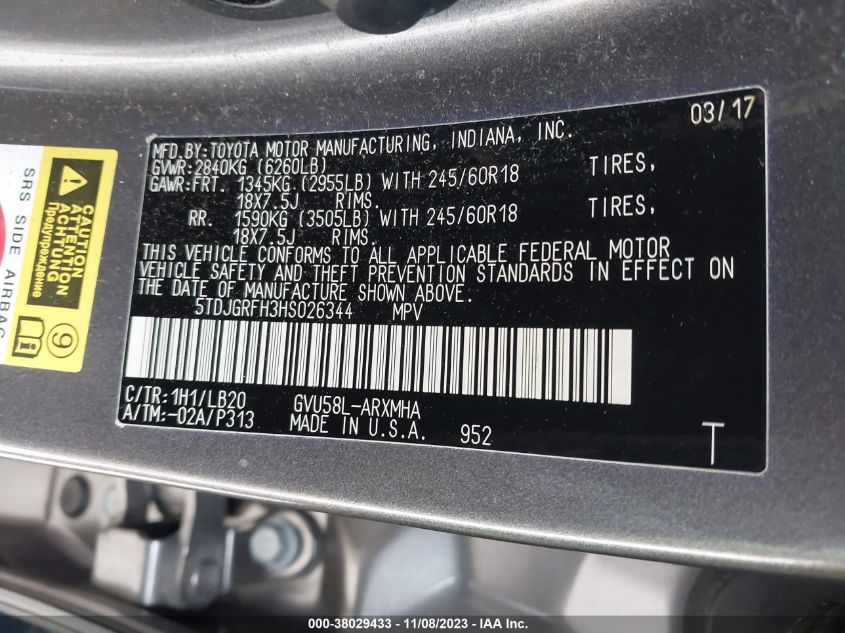 03/17
MFD.BY:TOYOTA MOTOR MANUFACTURING, INDIANA, INC.
GVWR:2840KG (6260LB)
GAWR:FRT. 1345KG (2955LB) WITH 245/60R18 TIRES,
18X7.5J RIMS.
RR. 1590KG (3505LB) WITH 245/60R18 TIRES,
18X7.5J RIMS.
THIS VEHICLE CONFORMS TO ALL APPLICABLE FEDERAL MOTOR
VEHICLE SAFETY AND THEFT PREVENTION STANDARDS IN EFFECT ON
THE DATE OF MANUFACTURE SHOWN ABOVE.
5TDJGRFH3HS026344 MPV
C/TR:1H1/LB20 GVU58L-ARXMHA
A/TM:-02A/P313 MADE IN U.S.A. 952
T
SRS SIDE AIRBAG
CAUTION
ATTENTION
ACHTUNG
Предупреждение
9
000-38029433 - 11/08/2023 - IAA Inc.